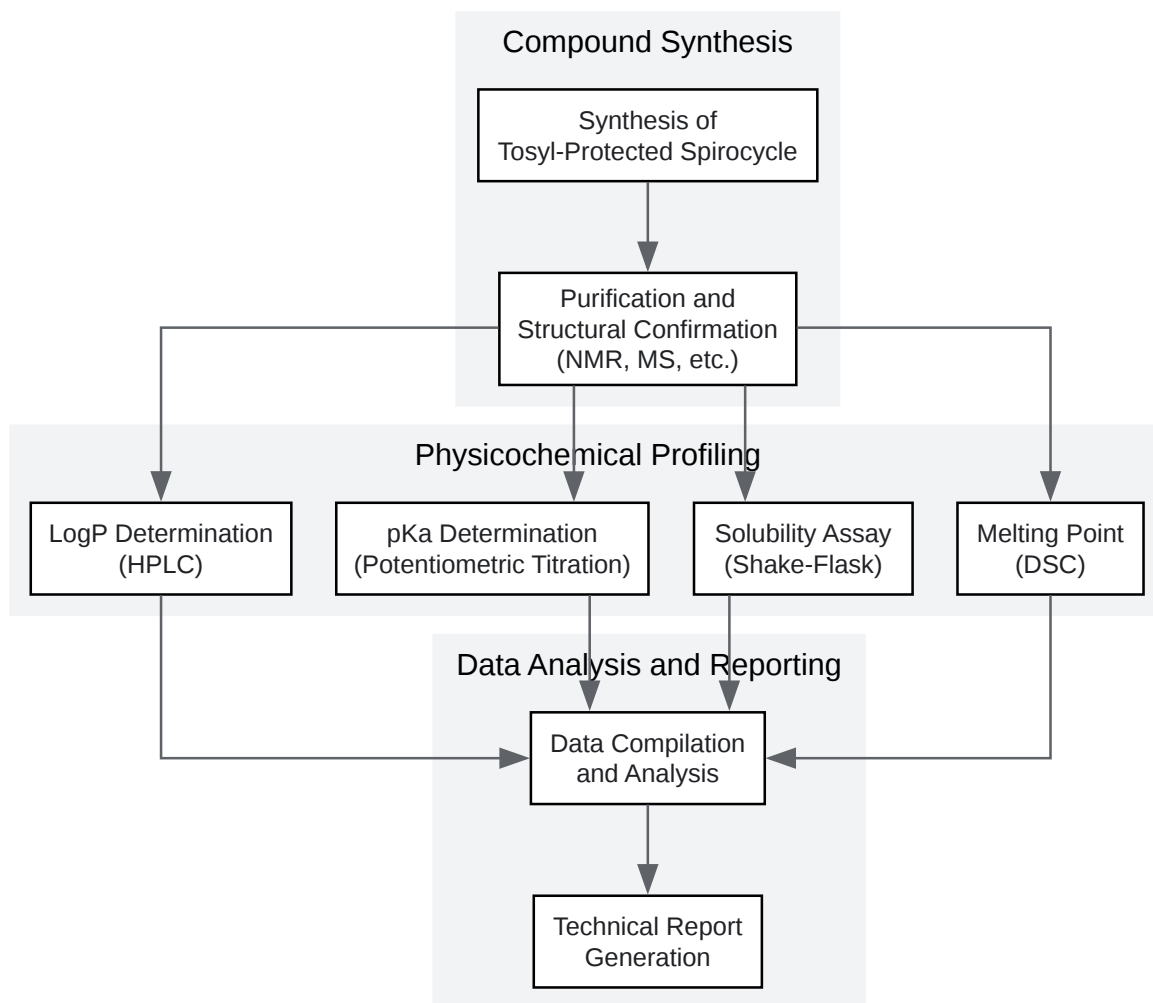 Compound Synthesis
Synthesis of
Tosyl-Protected Spirocycle
Purification and
Structural Confirmation
(NMR, MS, etc.)
Physicochemical Profiling
LogP Determination
(HPLC)
pKa Determination
(Potentiometric Titration)
Solubility Assay
(Shake-Flask)
Melting Point
(DSC)
Data Analysis and Reporting
Data Compilation
and Analysis
Technical Report
Generation